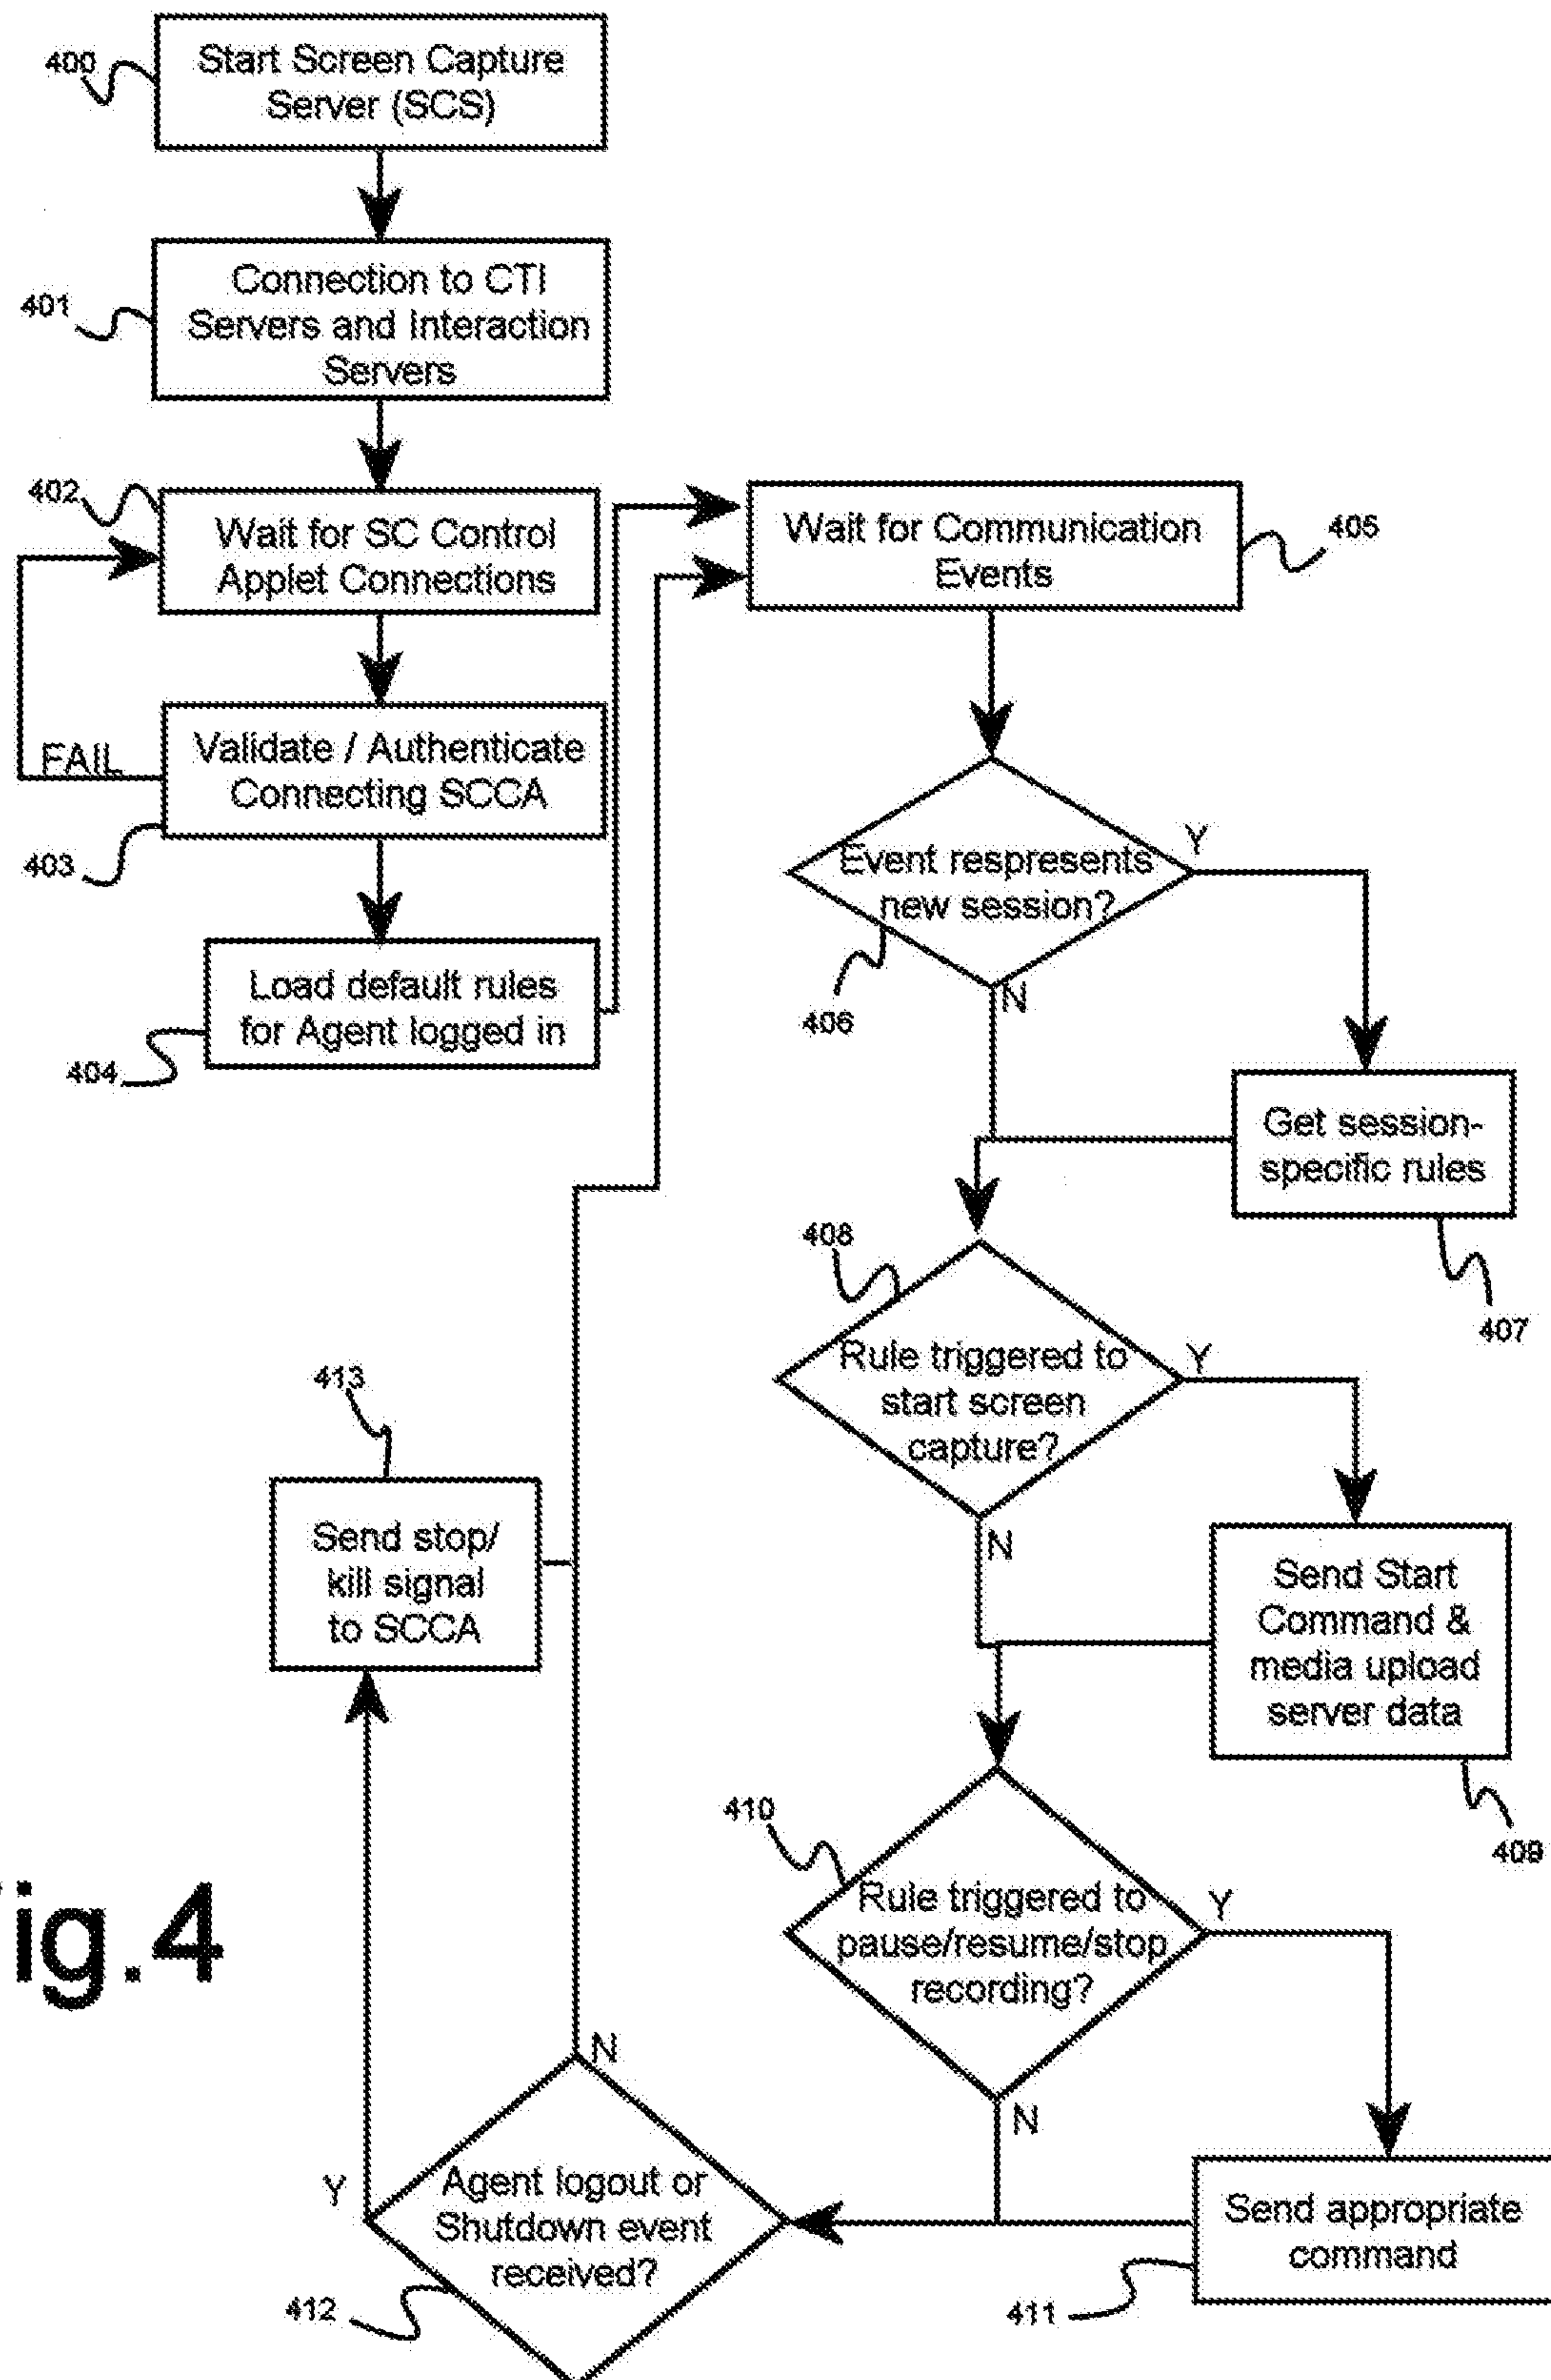 400
Start Screen Capture
Server (SCS)
401
Connection to CTI
Servers and Interaction
Servers
402
Wait for SC Control
Applet Connections
FAIL
Validate / Authenticate
Connecting SCCA
403
Load default rules
for Agent logged in
404
Wait for Communication
Events
405
Event respresents
new session?
Y
N
406
Get session-
specific rules
407
408
Rule triggered to
start screen
capture?
Y
N
Send Start
Command &
media upload
server data
409
410
Rule triggered to
pause/resume/stop
recording?
Y
N
Send appropriate
command
411
Agent logout or
Shutdown event
received?
N
Y
412
413
Send stop/
kill signal
to SCCA
ig.4